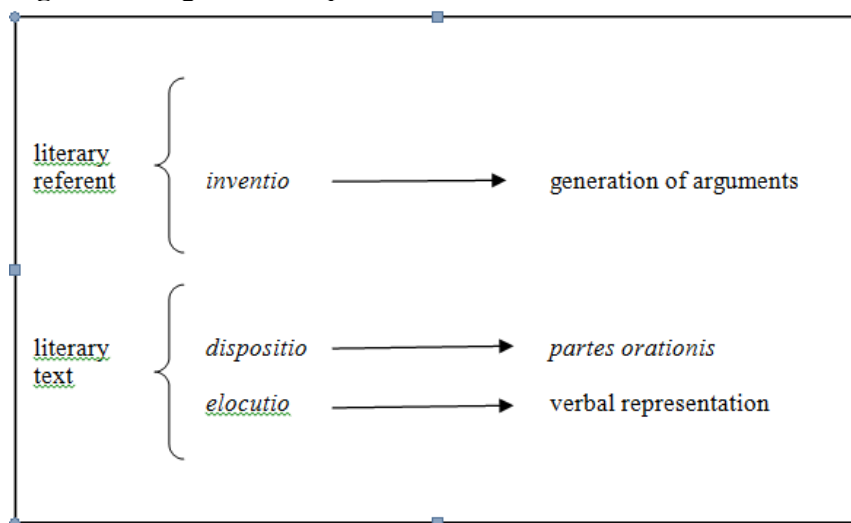 literary
referent
inventio
generation of arguments
literary
text
dispositio
partes orationis
elocutio
verbal representation